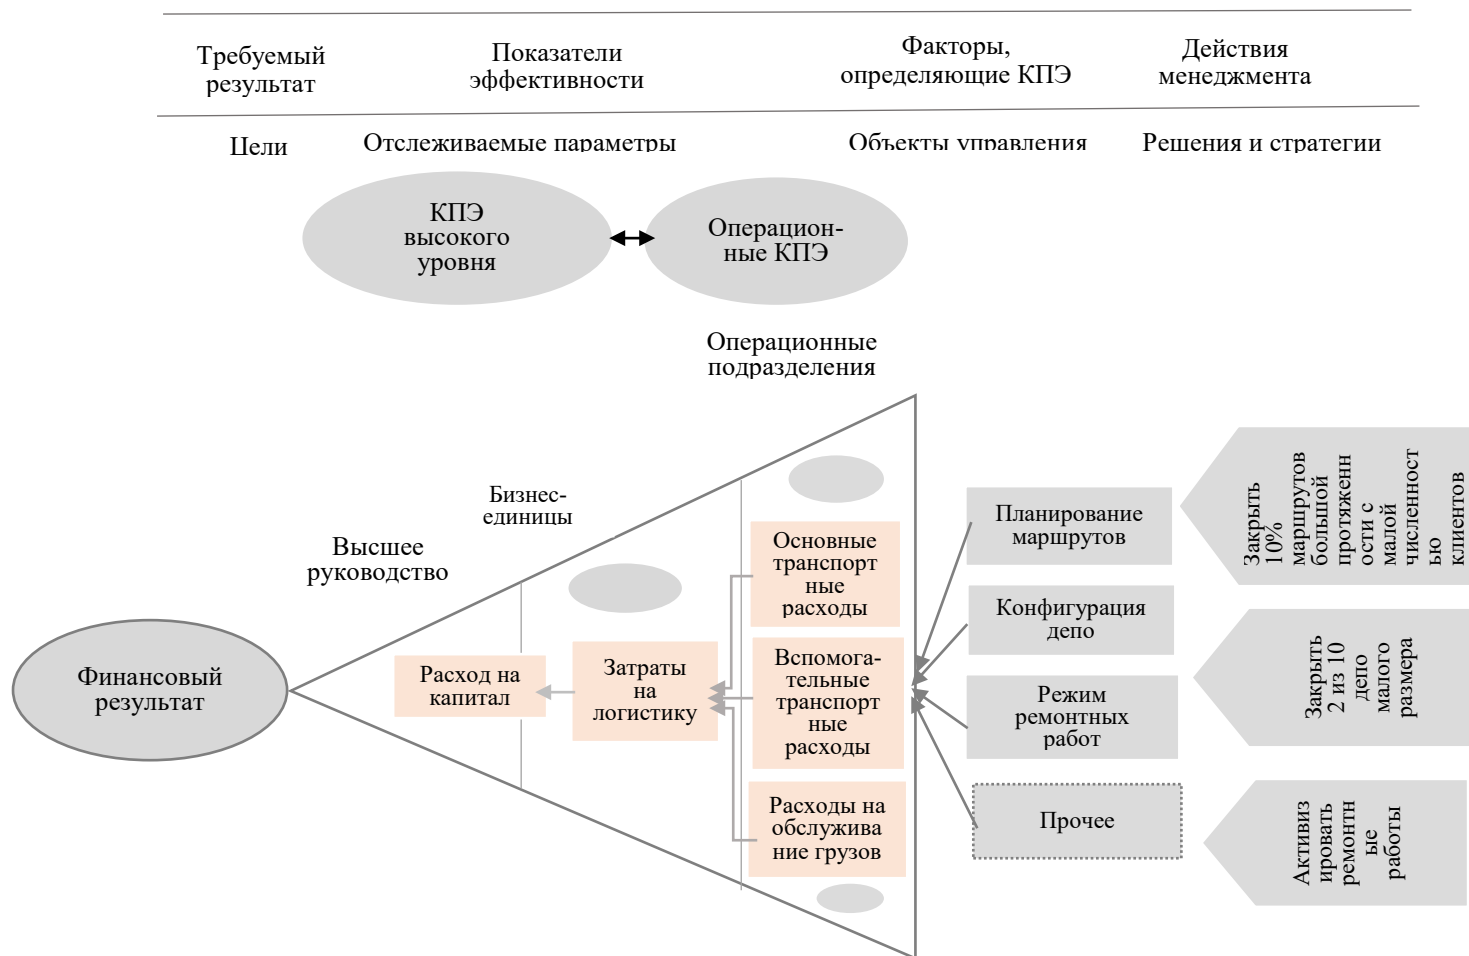 Требуемый
результат
Показатели
эффективности
Факторы,
определяющие КПЭ
Действия
менеджмента
Цели
Отслеживаемые параметры
Объекты управления
Решения и стратегии
КПЭ
высокого
уровня
Операцион-
ные КПЭ
Операционные
подразделения
Бизнес-
единицы
Высшее
руководство
Финансовый
результат
Расход на
капитал
Затраты
на
логистику
Основные
транспорт
ные
расходы
Вспомога-
тельные
транспорт
ные
расходы
Расходы на
обслужива
ние грузов
Планирование
маршрутов
Конфигурация
депо
Режим
ремонтных
работ
Прочее
Закрыть
10%
маршрутов
большой
протяженн
ости с
малой
численност
ью
клиентов
Закрыть
2 из 10
депо
малого
размера
Активиз
ировать
ремонтн
ые
работы